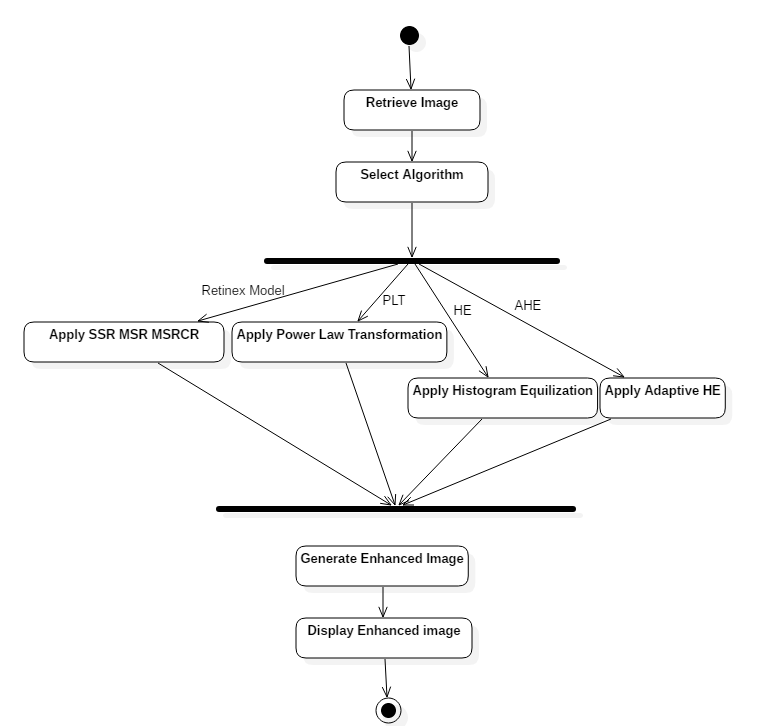 Retrieve Image
Select Algorithm
Retinex Model
PLT
HE
AHE
Apply SSR MSR MSRCR
Apply Power Law Transformation
Apply Histogram Equilization
Apply Adaptive HE
Generate Enhanced Image
Display Enhanced image